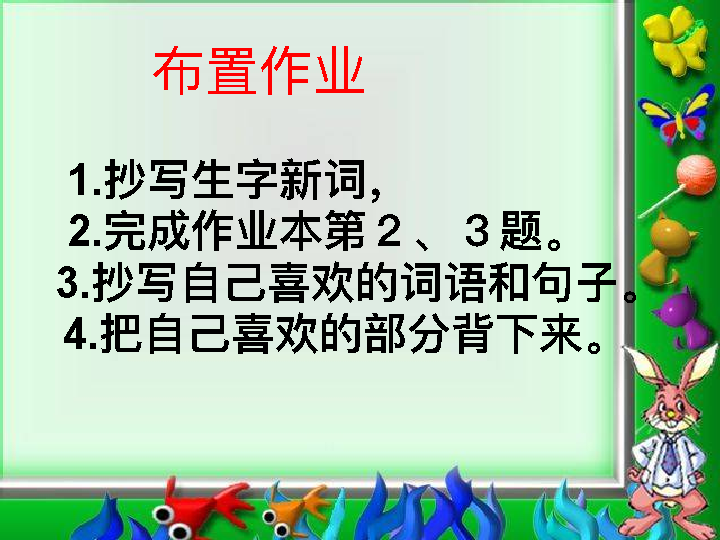 布置作业
1.抄写生字新词,
2.完成作业本第２、３题。
3.抄写自己喜欢的词语和句子。
4.把自己喜欢的部分背下来。